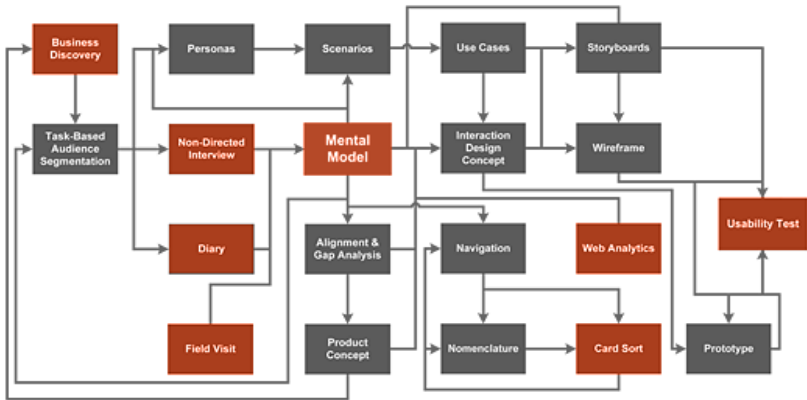 Business
Discovery
Personas
Scenarios
Use Cases
Storyboards
Task-Based
Audience
Segmentation
Non-Directed
Interview
Mental
Model
Interaction
Design
Concept
Wireframe
Usability Test
Diary
Alignment &
Gap Analysis
Navigation
Web Analytics
Field Visit
Product
Concept
Nomenclature
Card Sort
Prototype